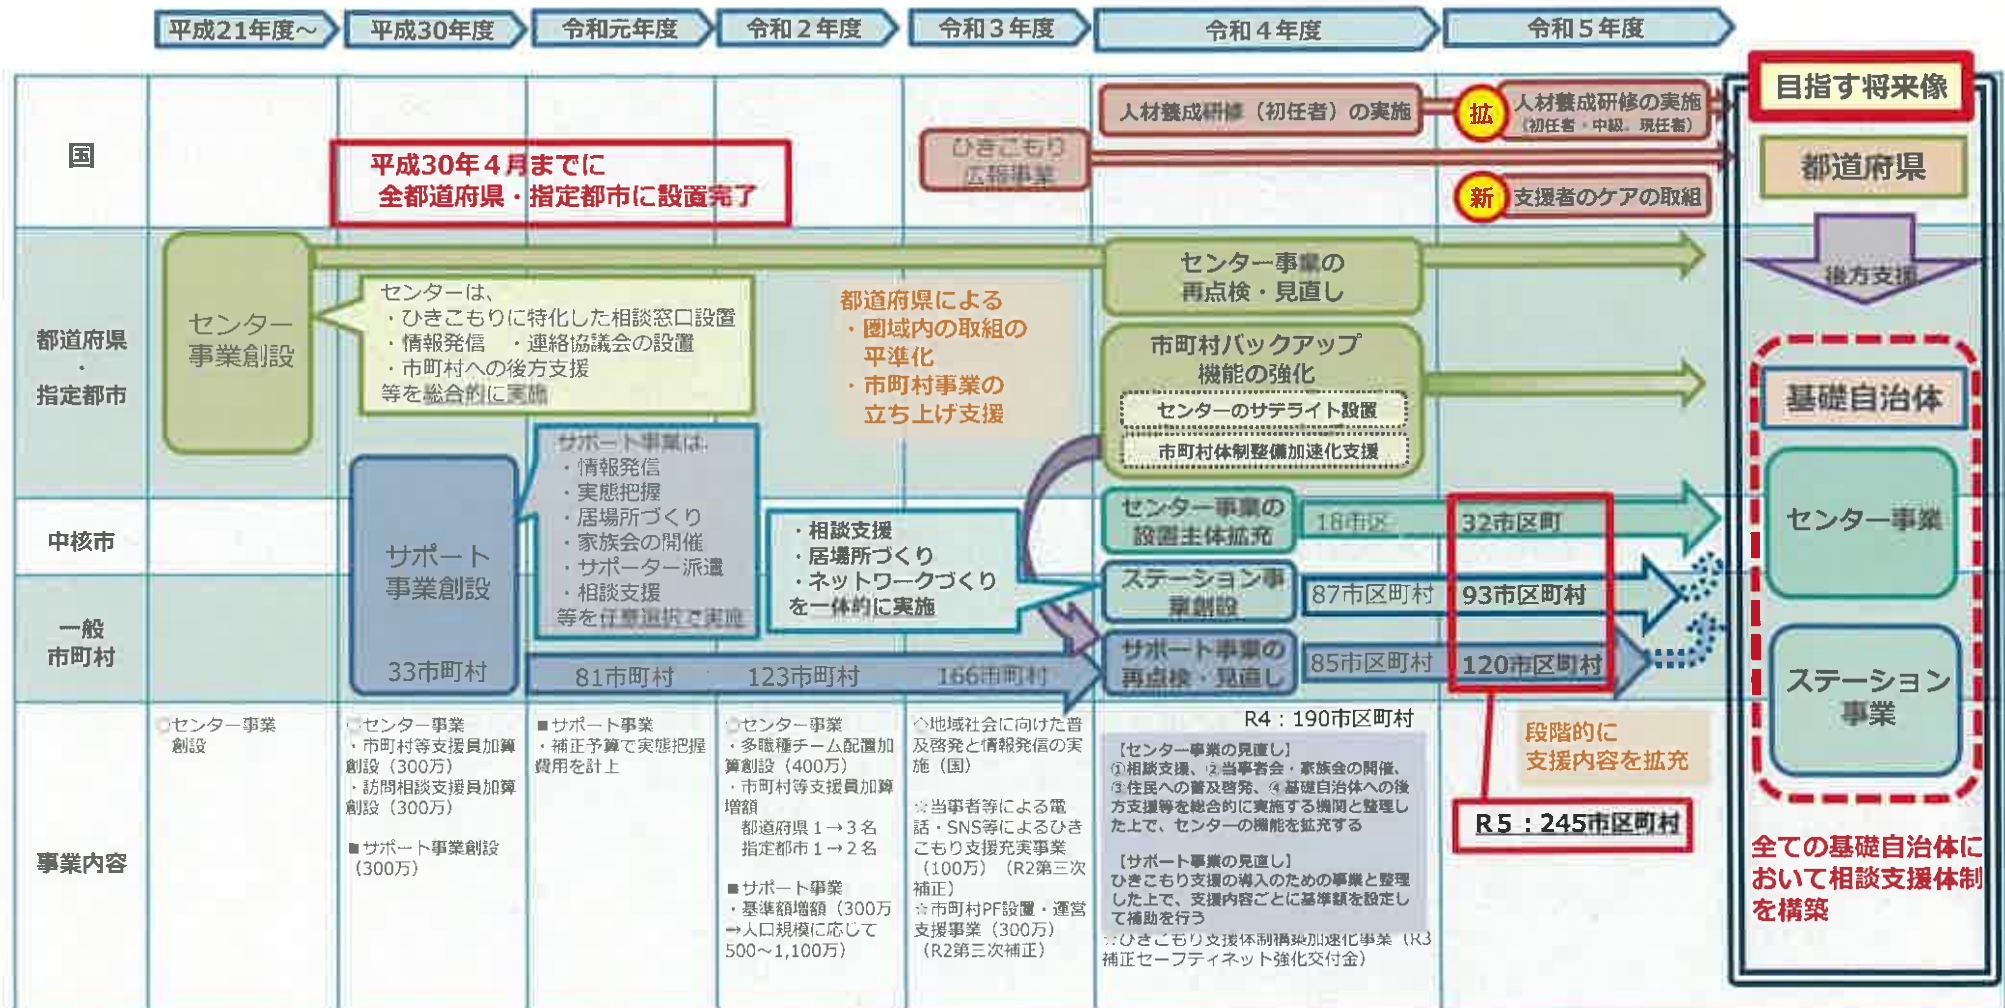 平成21年度～
平成30年度
令和元年度
令和２年度
令和３年度
令和４年度
令和５年度
目指す将来像
国
平成30年４月までに
全都道府県・指定都市に設置完了
ひきこもり
広報事業
人材養成研修（初任者）の実施
拡
人材養成研修の実施
（初任者・中級、現任者）
新
支援者のケアの取組
都道府県
後方支援
都道府県
・
指定都市
センター
事業創設
センターは、
・ひきこもりに特化した相談窓口設置
・情報発信　・連絡協議会の設置
・市町村への後方支援
等を総合的に実施
都道府県による
・圏域内の取組の
平準化
・市町村事業の
立ち上げ支援
センター事業の
再点検・見直し
市町村バックアップ
機能の強化
センターのサテライト設置
市町村体制整備加速化支援
基礎自治体
センター事業
ステーション
事業
中核市
一般
市町村
サポート
事業創設
33市町村
サポート事業は、
・情報発信
・実態把握
・居場所づくり
・家族会の開催
・サポーター派遣
・相談支援
等を任意選択で実施
・相談支援
・居場所づくり
・ネットワークづくり
を一体的に実施
センター事業の
設置主体拡充
18市区
32市区町
ステーション事
業創設
87市区町村
93市区町村
81市町村
123市町村
166市町村
サポート事業の
再点検・見直し
85市区町村
120市区町村
事業内容
○センター事業
創設
○センター事業
・市町村等支援員加算
創設（300万）
・訪問相談支援員加算
創設（300万）
■サポート事業創設
（300万）
■サポート事業
・補正予算で実態把握
費用を計上
○センター事業
・多職種チーム配置加
算創設（400万）
・市町村等支援員加算
増額
都道府県１→３名
指定都市１→２名
■サポート事業
・基準額増額（300万
→人口規模に応じて
500～1,100万）
◇地域社会に向けた普
及啓発と情報発信の実
施（国）
☆当事者等による電
話・SNS等によるひき
こもり支援充実事業
（100万）（R2第三次
補正）
☆市町村PF設置・運営
支援事業（300万）
（R2第三次補正）
R4：190市区町村
【センター事業の見直し】
①相談支援、②当事者会・家族会の開催、
③住民への普及啓発、④基礎自治体への後
方支援等を総合的に実施する機関と整理し
た上で、センターの機能を拡充する
【サポート事業の見直し】
ひきこもり支援の導入のための事業と整理
した上で、支援内容ごとに基準額を設定し
て補助を行う
☆ひきこもり支援体制構築加速化事業（R3
補正セーフティネット強化交付金）
段階的に
支援内容を拡充
R5：245市区町村
全ての基礎自治体に
おいて相談支援体制
を構築